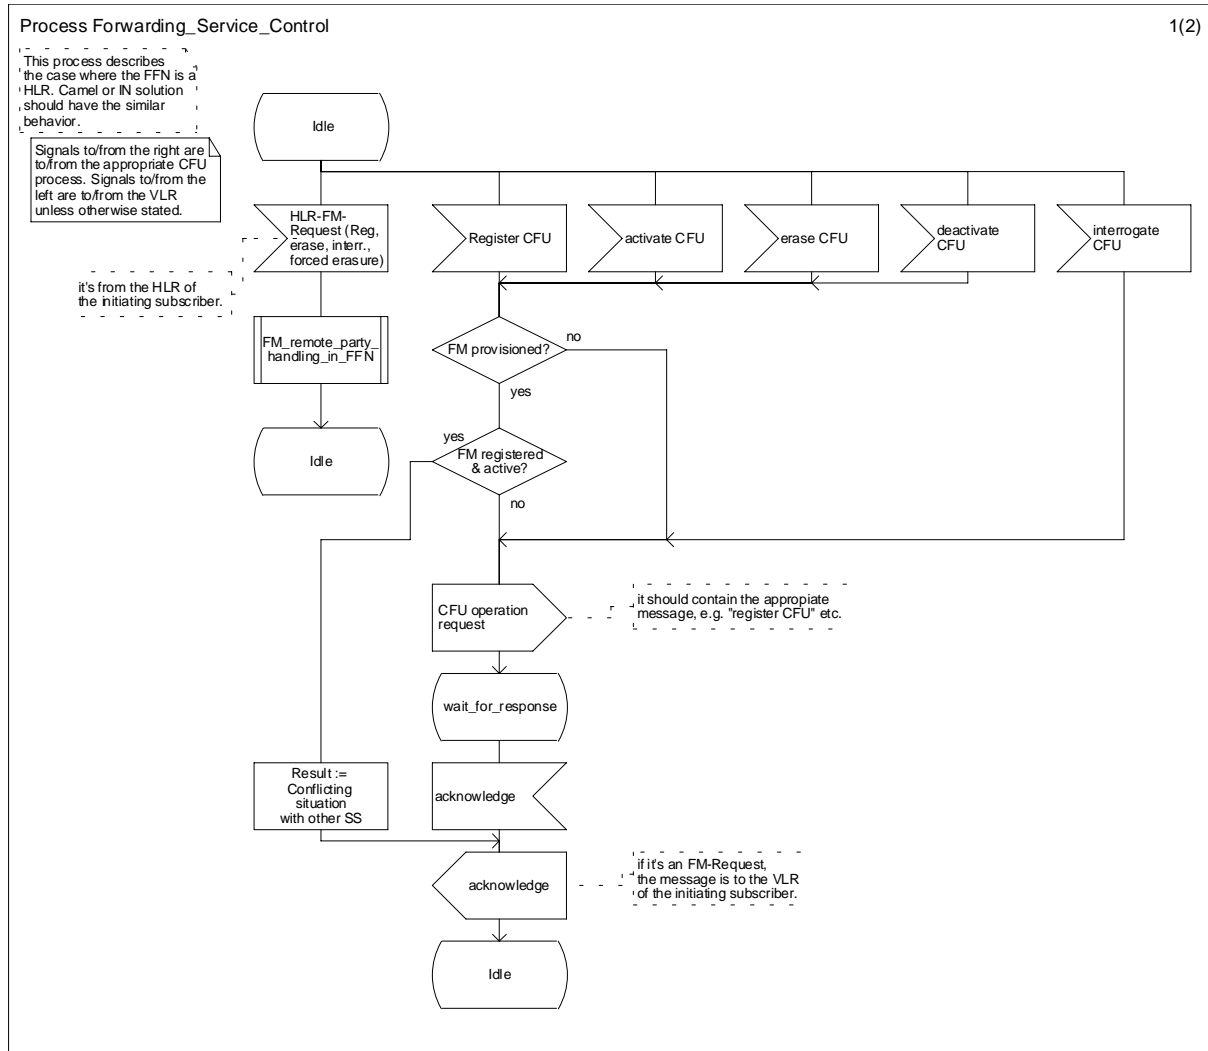 Process Forwarding_Service_Control
1(2)
This process describes
the case where the FFN is a
HLR. Camel or IN solution
should have the similar
behavior.
Signals to/from the right are
to/from the appropriate CFU
process. Signals to/from the
left are to/from the VLR
unless otherwise stated.
Idle
HLR-FM-
Request (Reg,
erase, interr.,
forced erasure)
Register CFU
activate CFU
erase CFU
deactivate
CFU
interrogate
CFU
it's from the HLR of
the initiating subscriber.
FM_remote_party_
handling_in_FFN
Idle
FM provisioned?
no
yes
yes
FM registered
& active?
no
CFU operation
request
it should contain the appropiate
message, e.g. "register CFU" etc.
wait_for_response
Result :=
Conflicting
situation
with other SS
acknowledge
acknowledge
if it's an FM-Request,
the message is to the VLR
of the initiating subscriber.
Idle